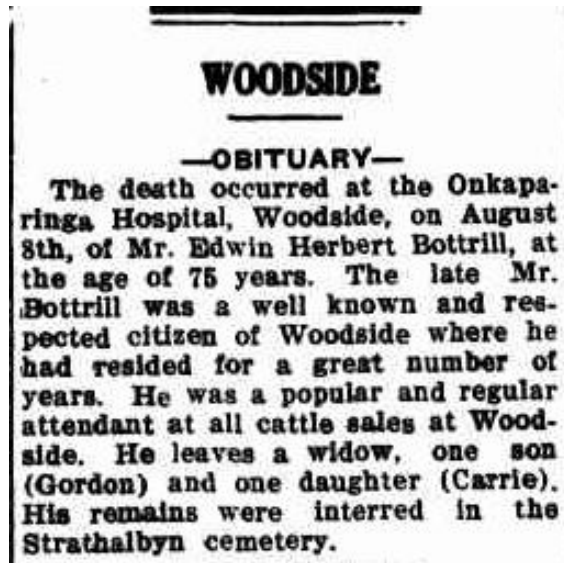 WOODSIDE
—OBITUARY—
The death occurred at the Onkapa-
ringa Hospital, Woodside, on August
8th, of Mr. Edwin Herbert Bottrill, at
the age of 75 years. The late Mr.
Bottrill was a well known and res-
pected citizen of Woodside where he
had resided for a great number of
years. He was a popular and regular
attendant at all cattle sales at Wood-
side. He leaves a widow, one son
(Gordon) and one daughter (Carrie).
His remains were interred in the
Strathalbyn cemetery.